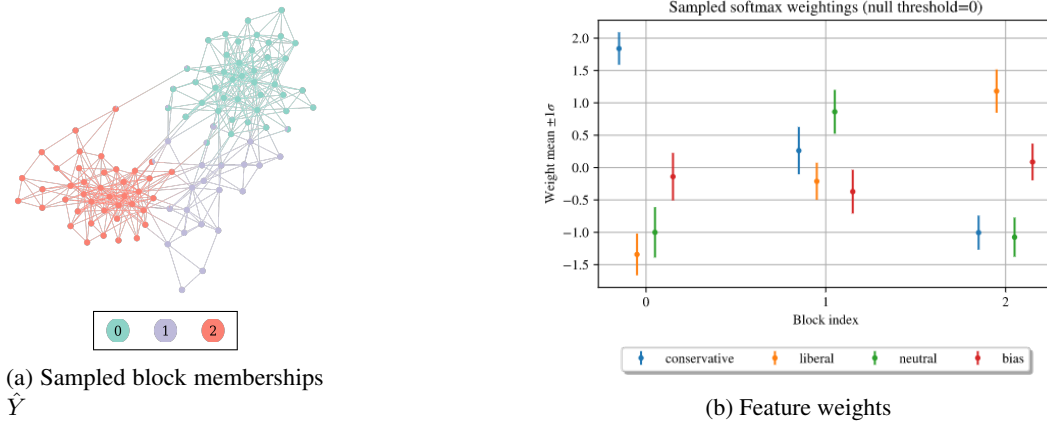 Sampled softmax weightings (null threshold=0)
2.0
1.5
1.0
0.5
0.0
−0.5
−1.0
−1.5
Weight mean ±1σ
0 1 2
Block index
conservative liberal neutral bias
0 1 2
(a) Sampled block memberships
Ŷ
(b) Feature weights